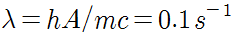 λ = hA/mc = 0.1 s⁻¹